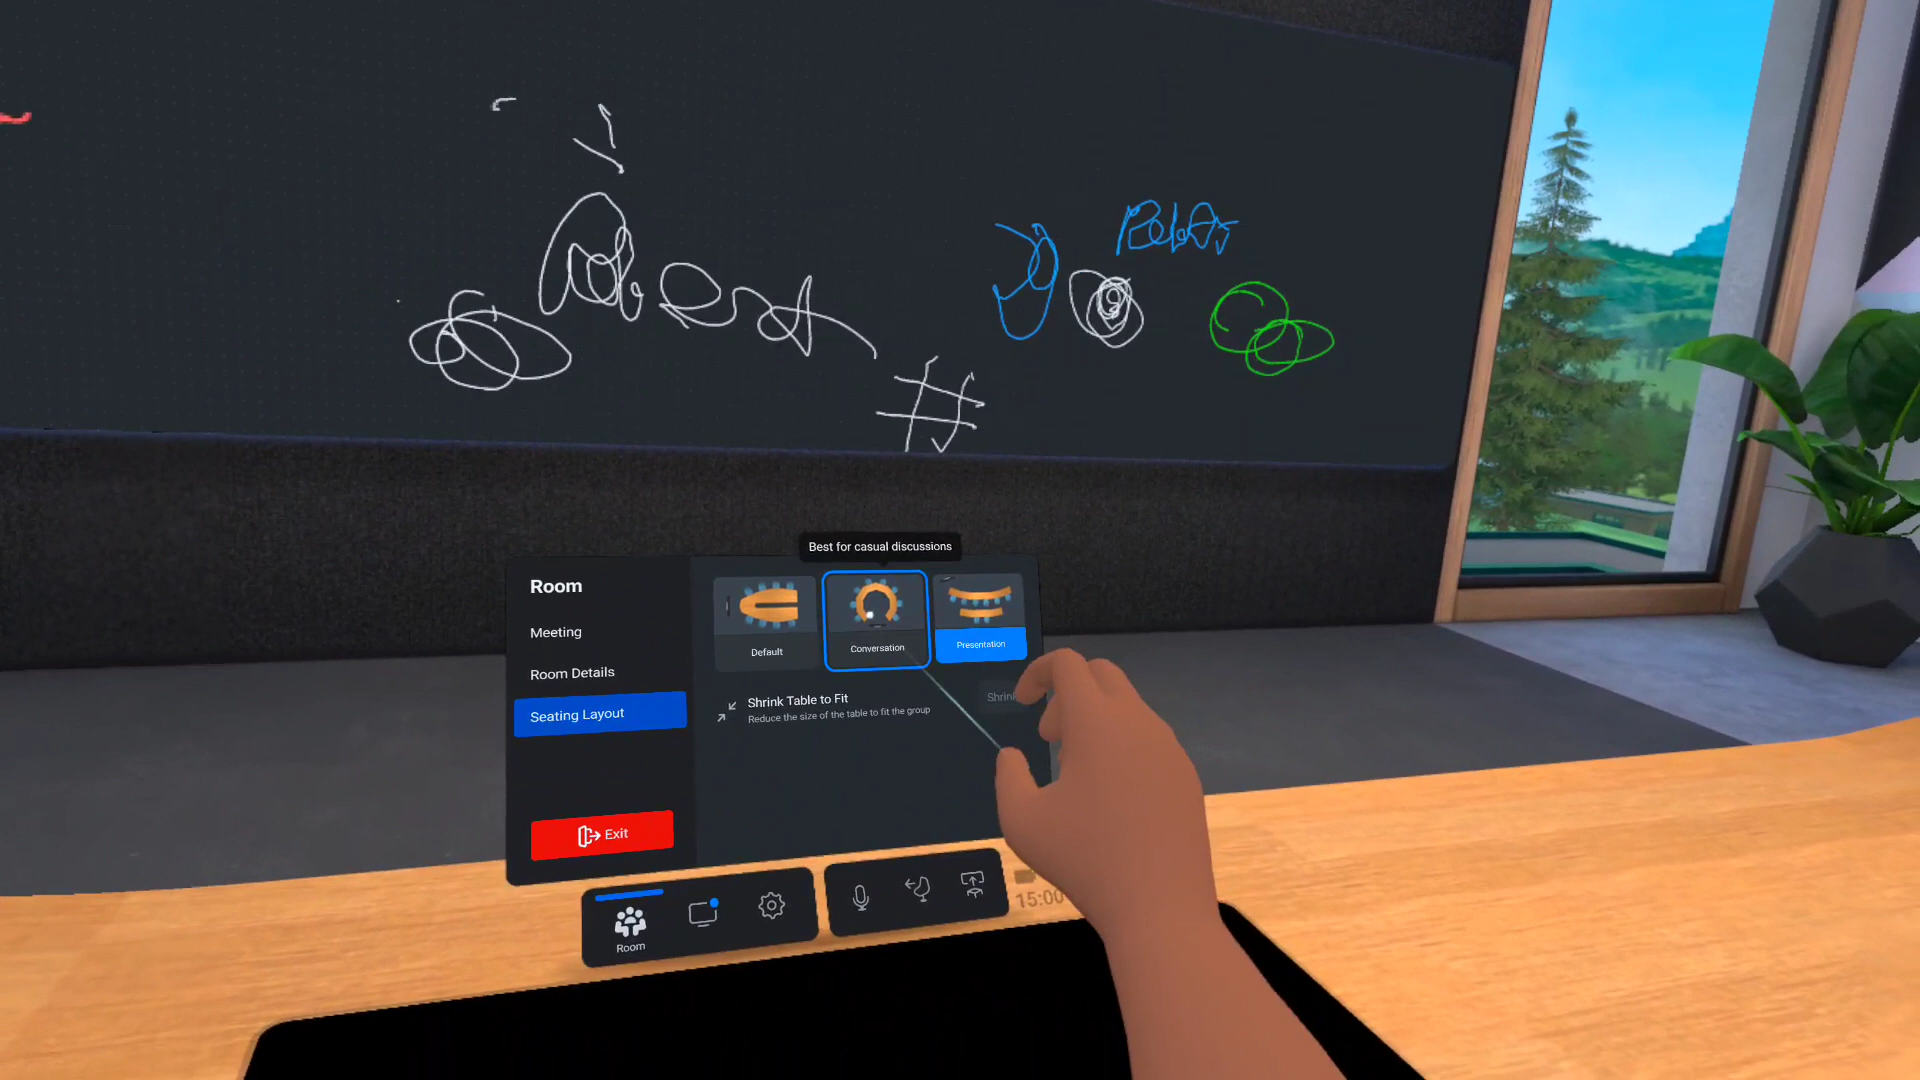 Best for casual discussions
Room
Meeting
Room Details
Seating Layout
Exit
Default
Conversation
Presentation
Shrink Table to Fit
Reduce the size of the table to fit the group
Shrink
Room
15:00